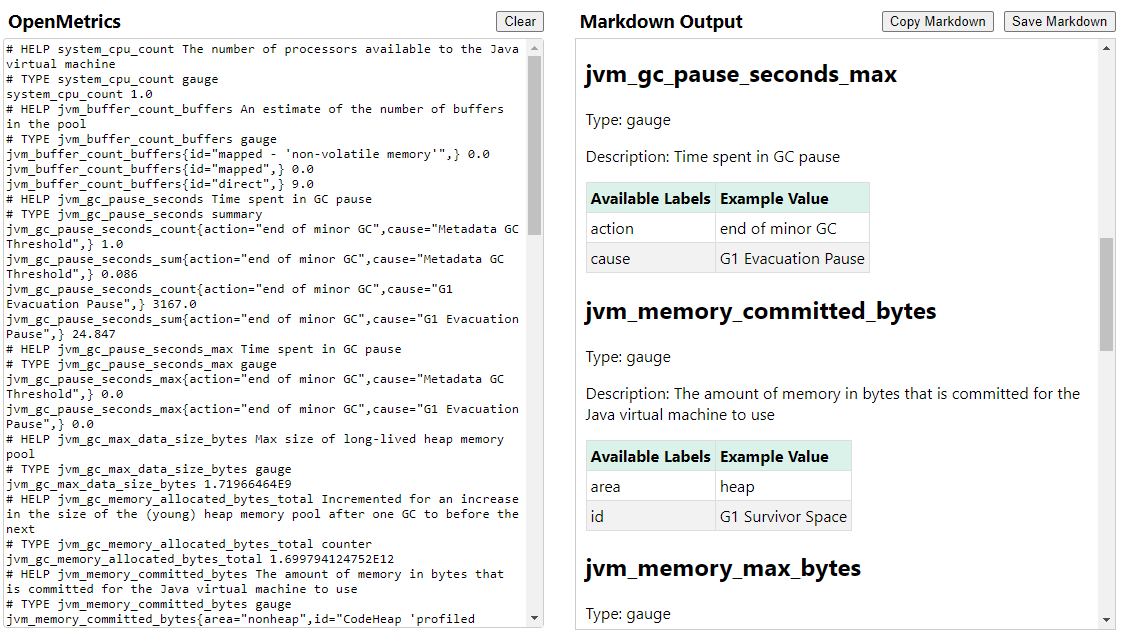 OpenMetrics
Clear
# HELP system_cpu_count The number of processors available to the Java
virtual machine
# TYPE system_cpu_count gauge
system_cpu_count 1.0
# HELP jvm_buffer_count_buffers An estimate of the number of buffers
in the pool
# TYPE jvm_buffer_count_buffers gauge
jvm_buffer_count_buffers{id="mapped - 'non-volatile memory'",} 0.0
jvm_buffer_count_buffers{id="mapped",} 0.0
jvm_buffer_count_buffers{id="direct",} 9.0
# HELP jvm_gc_pause_seconds Time spent in GC pause
# TYPE jvm_gc_pause_seconds summary
jvm_gc_pause_seconds_count{action="end of minor GC",cause="Metadata GC
Threshold",} 1.0
jvm_gc_pause_seconds_sum{action="end of minor GC",cause="Metadata GC
Threshold",} 0.086
jvm_gc_pause_seconds_count{action="end of minor GC",cause="G1
Evacuation Pause",} 3167.0
jvm_gc_pause_seconds_sum{action="end of minor GC",cause="G1 Evacuation
Pause",} 24.847
# HELP jvm_gc_pause_seconds_max Time spent in GC pause
# TYPE jvm_gc_pause_seconds_max gauge
jvm_gc_pause_seconds_max{action="end of minor GC",cause="Metadata GC
Threshold",} 0.0
jvm_gc_pause_seconds_max{action="end of minor GC",cause="G1 Evacuation
Pause",} 0.0
# HELP jvm_gc_max_data_size_bytes Max size of long-lived heap memory
pool
# TYPE jvm_gc_max_data_size_bytes gauge
jvm_gc_max_data_size_bytes 1.71966464E9
# HELP jvm_gc_memory_allocated_bytes_total Incremented for an increase
in the size of the (young) heap memory pool after one GC to before the
next
# TYPE jvm_gc_memory_allocated_bytes_total counter
jvm_gc_memory_allocated_bytes_total 1.699794124752E12
# HELP jvm_memory_committed_bytes The amount of memory in bytes that
is committed for the Java virtual machine to use
# TYPE jvm_memory_committed_bytes gauge
jvm_memory_committed_bytes{area="nonheap",id="CodeHeap 'profiled
Markdown Output
Copy Markdown
Save Markdown
jvm_gc_pause_seconds_max
Type: gauge
Description: Time spent in GC pause
Available Labels Example Value
action end of minor GC
cause G1 Evacuation Pause
jvm_memory_committed_bytes
Type: gauge
Description: The amount of memory in bytes that is committed for the
Java virtual machine to use
Available Labels Example Value
area heap
id G1 Survivor Space
jvm_memory_max_bytes
Type: gauge